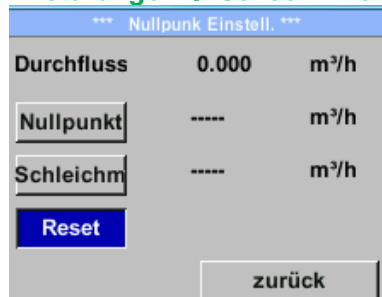 *** Nullpunk Einstell. ***
Durchfluss 0.000 m³/h
Nullpunkt ----- m³/h
Schleichm ----- m³/h
Reset
zurück